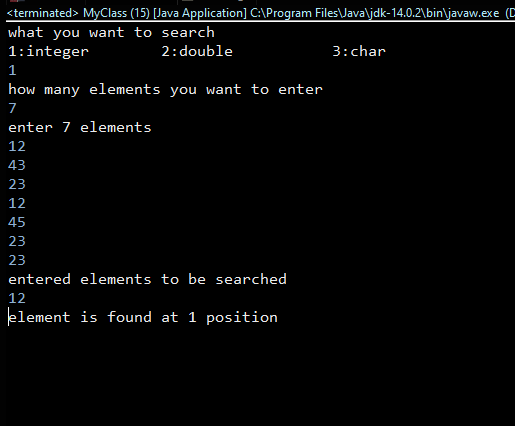 <terminated> MyClass (15) [Java Application] C:\Program Files\Java\jdk-14.0.2\bin\javaw.exe (D
what you want to search
1:integer 2:double 3:char
1
how many elements you want to enter
7
enter 7 elements
12
43
23
12
45
23
23
entered elements to be searched
12
element is found at 1 position